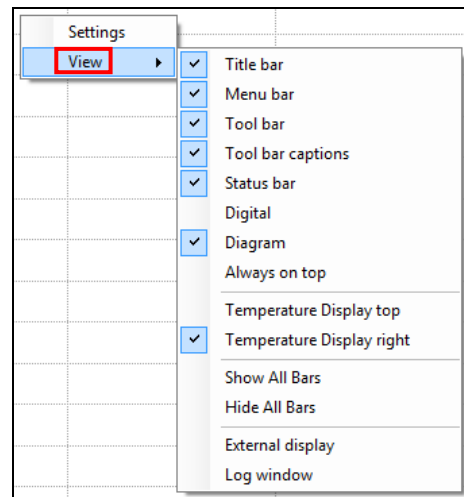 Settings
View
Title bar
Menu bar
Tool bar
Tool bar captions
Status bar
Digital
Diagram
Always on top
Temperature Display top
Temperature Display right
Show All Bars
Hide All Bars
External display
Log window